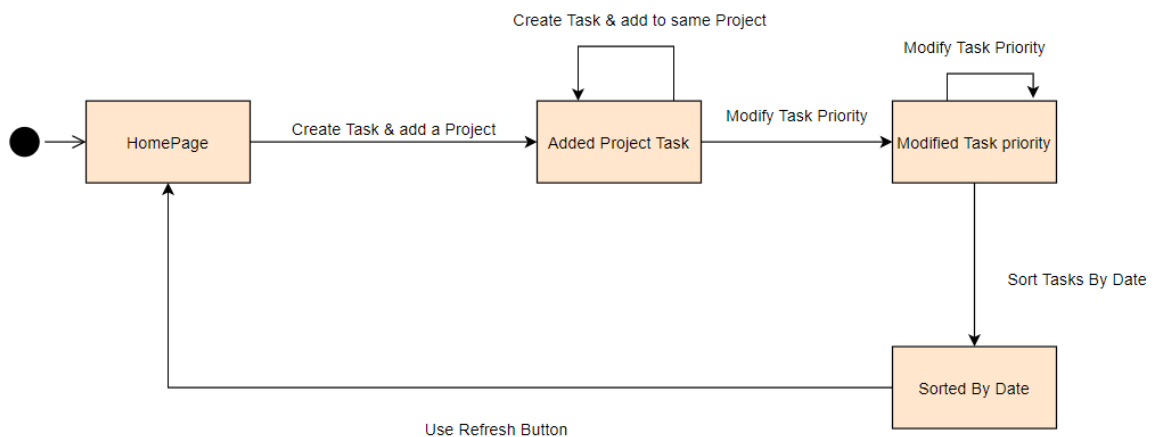 Create Task & add to same Project
Modify Task Priority
HomePage
Create Task & add a Project
Added Project Task
Modify Task Priority
Modified Task priority
Sort Tasks By Date
Sorted By Date
Use Refresh Button